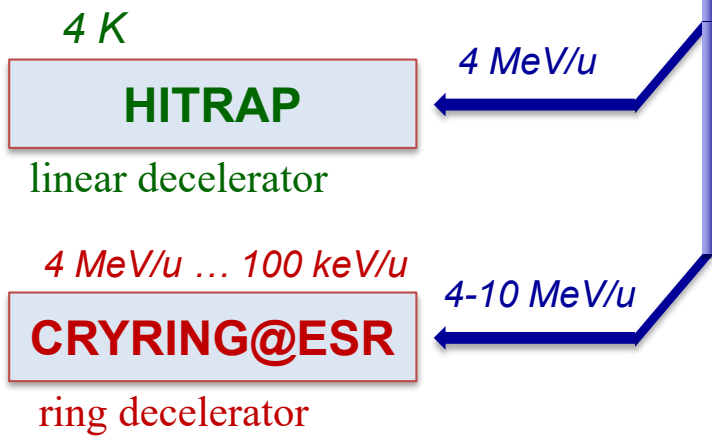 4 K
4 MeV/u
HITRAP
linear decelerator
4 MeV/u … 100 keV/u
4-10 MeV/u
CRYRING@ESR
ring decelerator